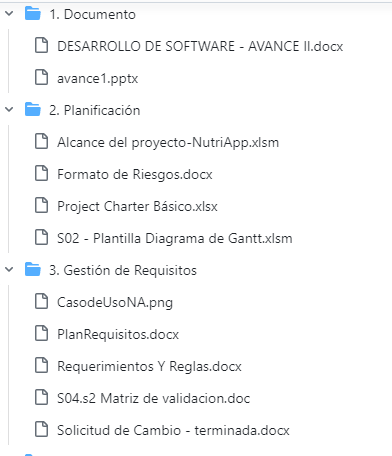 1. Documento
DESARROLLO DE SOFTWARE - AVANCE II.docx
avance1.pptx
2. Planificación
Alcance del proyecto-NutriApp.xlsm
Formato de Riesgos.docx
Project Charter Básico.xlsx
S02 - Plantilla Diagrama de Gantt.xlsm
3. Gestión de Requisitos
CasodeUsoNA.png
PlanRequisitos.docx
Requerimientos Y Reglas.docx
S04.s2 Matriz de validacion.doc
Solicitud de Cambio - terminada.docx